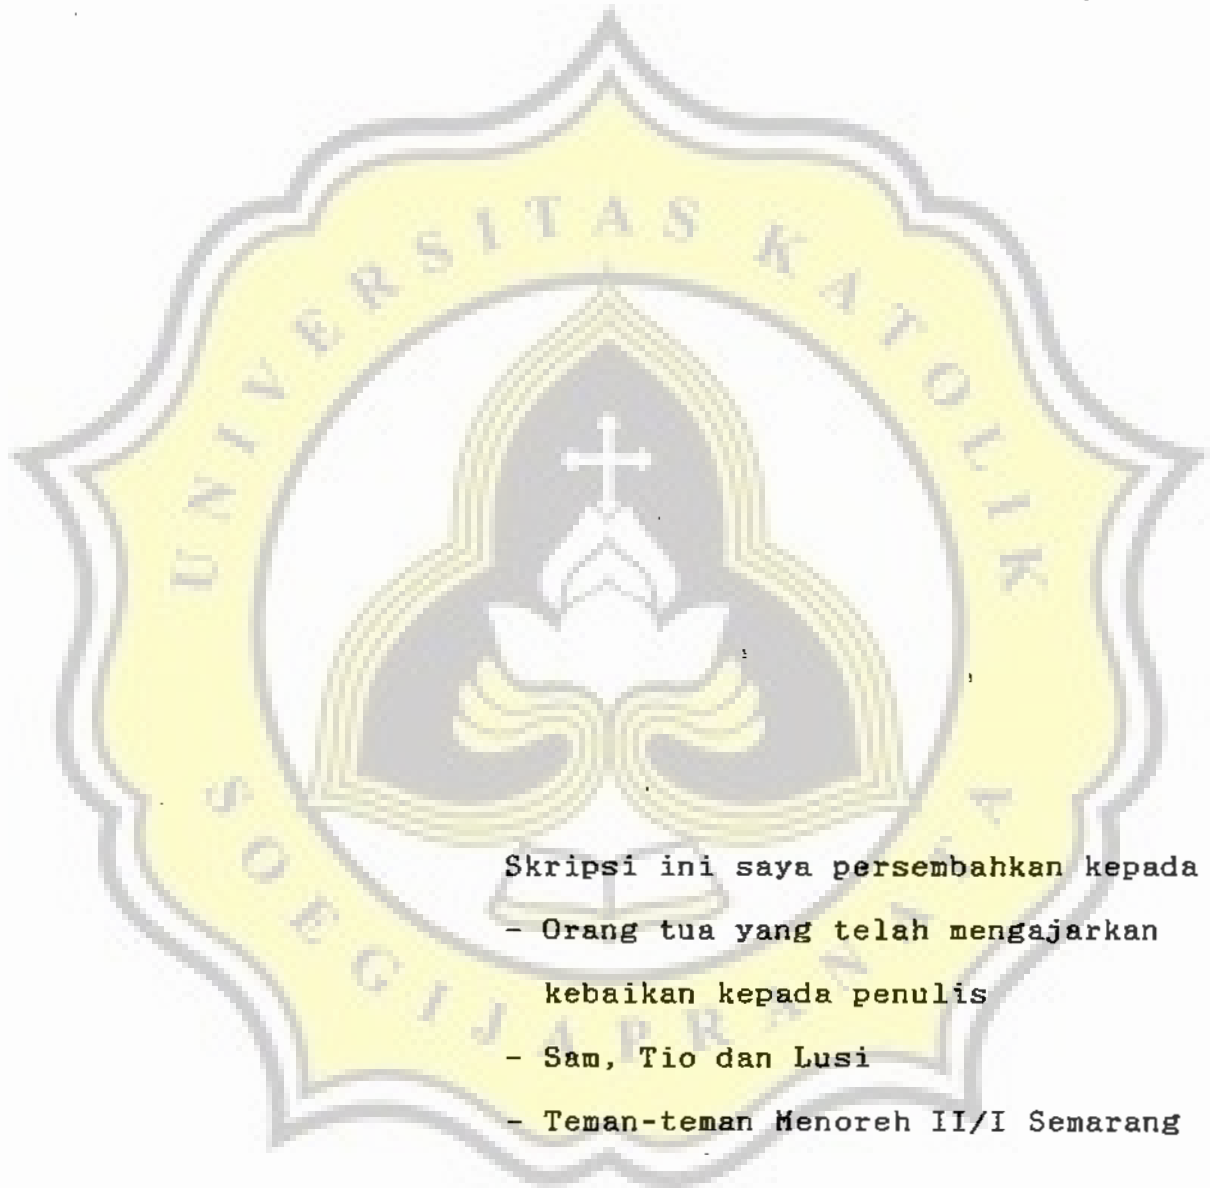 UNIVERSITAS KATOLIK
SOEGIJAPRANATA
Skripsi ini saya persembahkan kepada
- Orang tua yang telah mengajarkan
kebaikan kepada penulis
- Sam, Tio dan Lusi
- Teman-teman Menoreh II/I Semarang